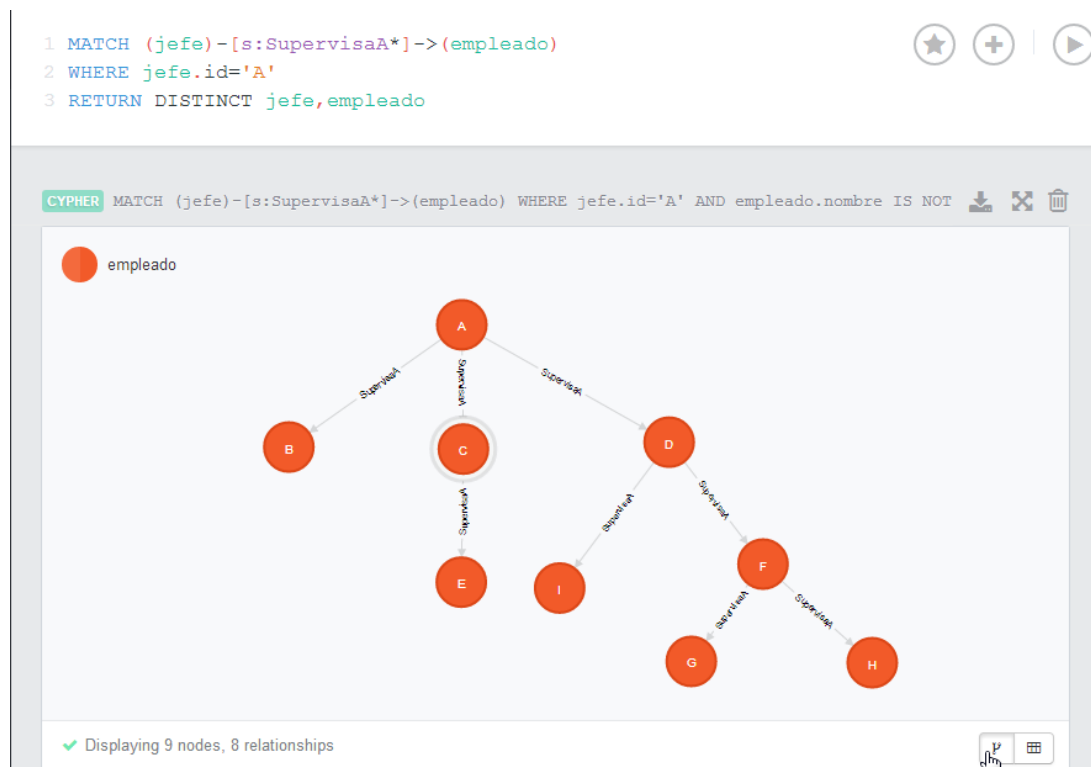 1 MATCH (jefe)-[s:SupervisaA*]->(empleado)
2 WHERE jefe.id='A'
3 RETURN DISTINCT jefe,empleado
CYPHER MATCH (jefe)-[s:SupervisaA*]->(empleado) WHERE jefe.id='A' AND empleado.nombre IS NOT
empleado
A
SupervisaA SupervisaA SupervisaA
B C D
SupervisaA SupervisaA SupervisaA
E I F
SupervisaA SupervisaA
G H
Displaying 9 nodes, 8 relationships